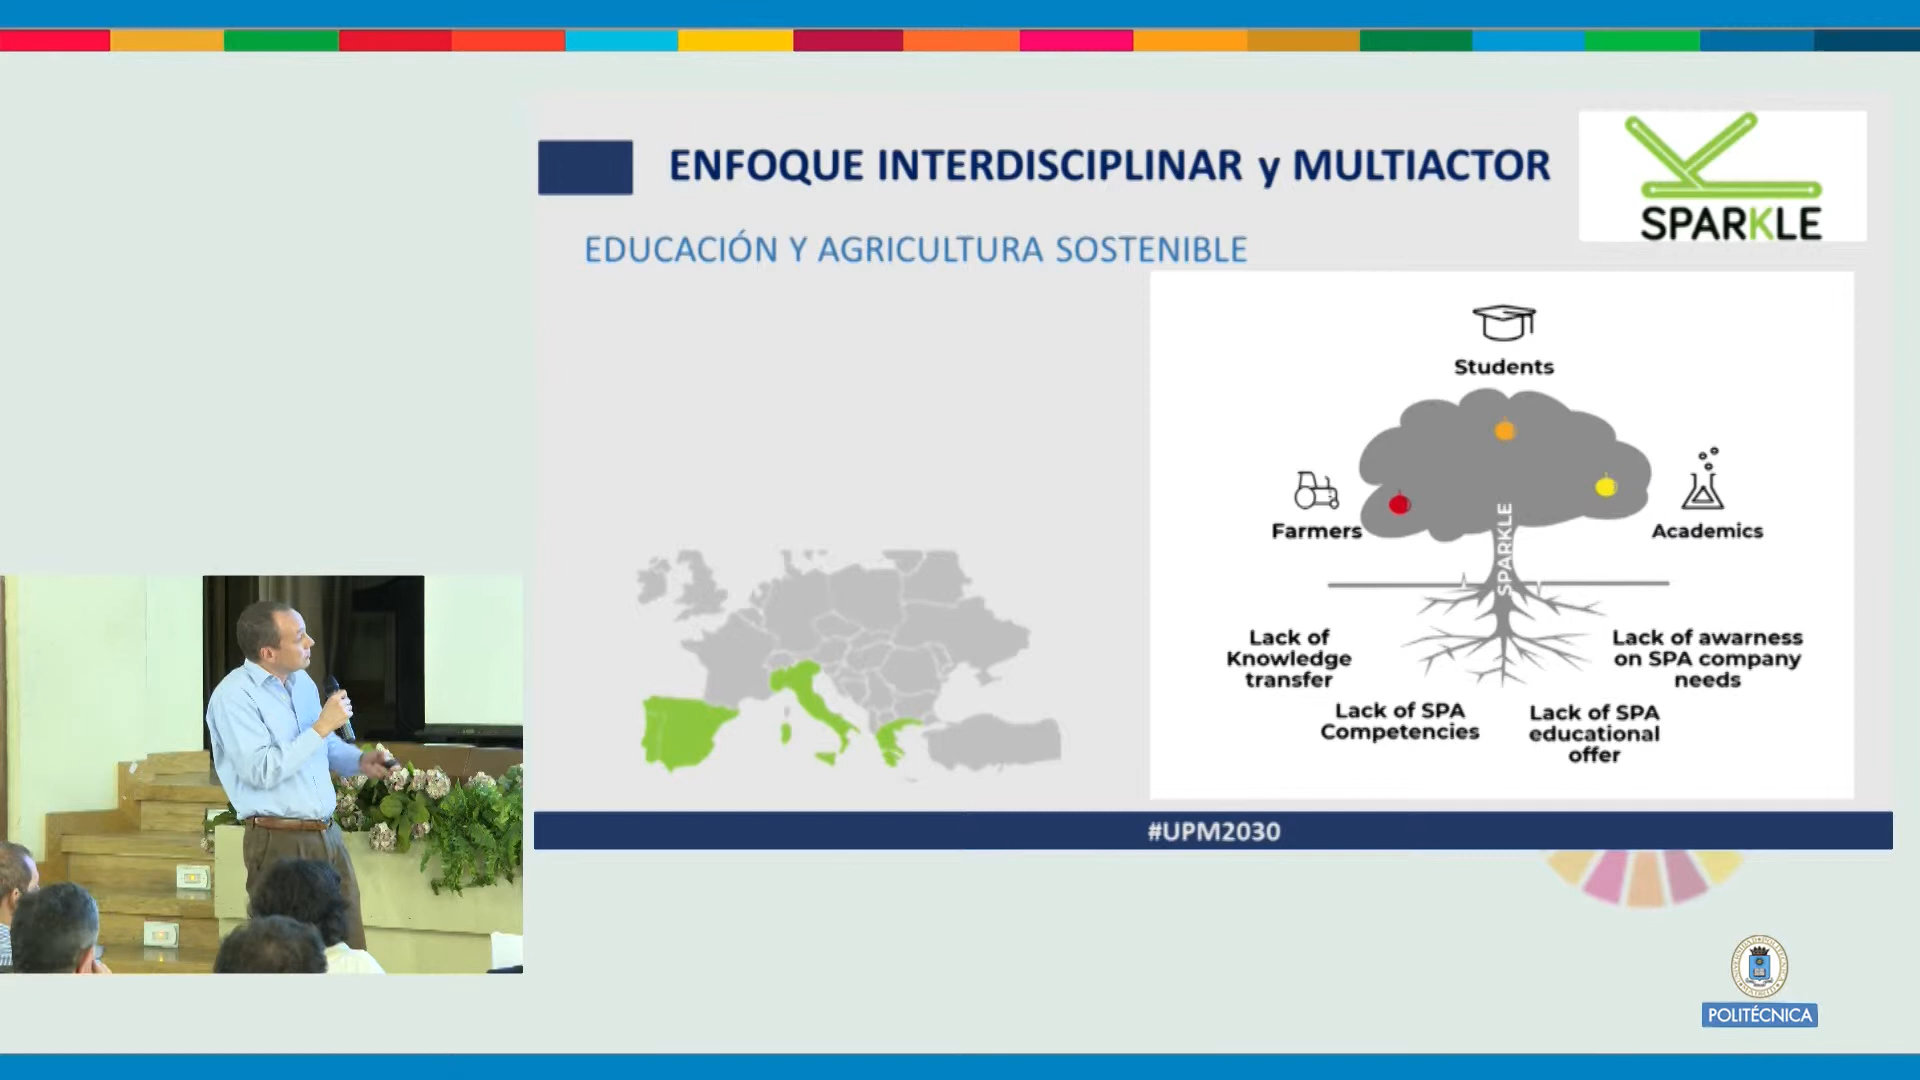 ENFOQUE INTERDISCIPLINAR y MULTIACTOR
SPARKLE
EDUCACIÓN Y AGRICULTURA SOSTENIBLE
Students
Farmers
Academics
SPARKLE
Lack of
Knowledge
transfer
Lack of awarness
on SPA company
needs
Lack of SPA
Competencies
Lack of SPA
educational
offer
#UPM2030
POLITÉCNICA